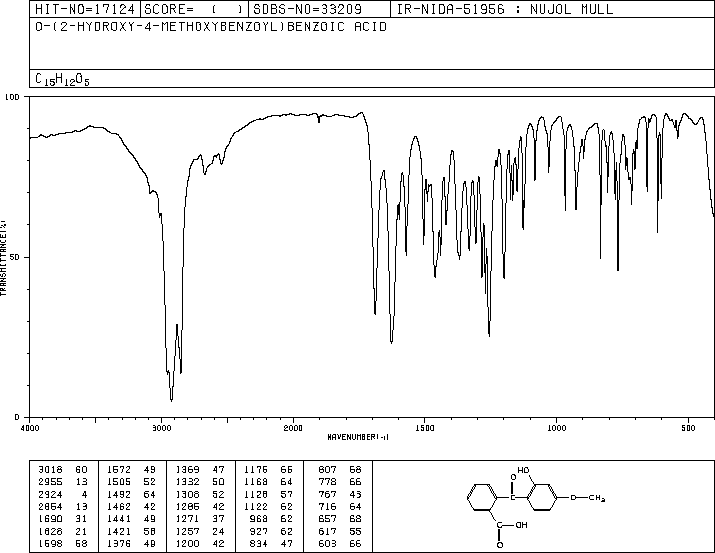 HIT-NO=17124 SCORE= ( ) SDBS-NO=33209 IR-NIDA-51956 : NUJOL MULL
O-(2-HYDROXY-4-METHOXYBENZOYL)BENZOIC ACID
C15H12O5
100
50
0
TRANSMITTANCE(%)
4000 3000 2000 1500 1000 500
WAVENUMBER(-1)
3018 60 1572 49 1369 47 1176 66 807 68
2955 13 1505 52 1332 50 1168 64 778 66
2924 4 1492 64 1308 52 1128 57 767 43
2854 13 1462 42 1285 42 1122 62 716 64
1690 31 1441 49 1271 37 968 62 657 68
1628 21 1421 58 1257 24 927 62 617 55
1598 58 1376 49 1200 42 834 47 603 66
HO
O
C
O-CH3
C-OH
O